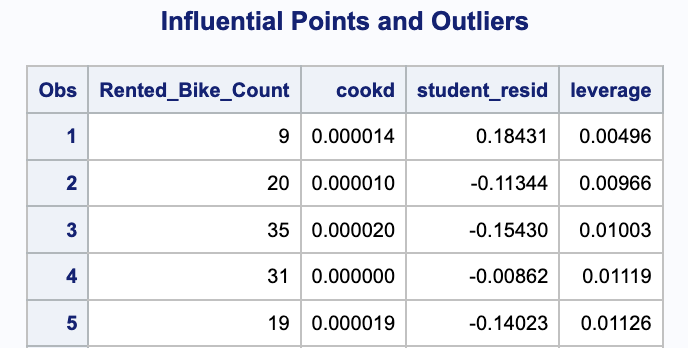 Influential Points and Outliers
Obs Rented_Bike_Count cookd student_resid leverage
1 9 0.000014 0.18431 0.00496
2 20 0.000010 -0.11344 0.00966
3 35 0.000020 -0.15430 0.01003
4 31 0.000000 -0.00862 0.01119
5 19 0.000019 -0.14023 0.01126